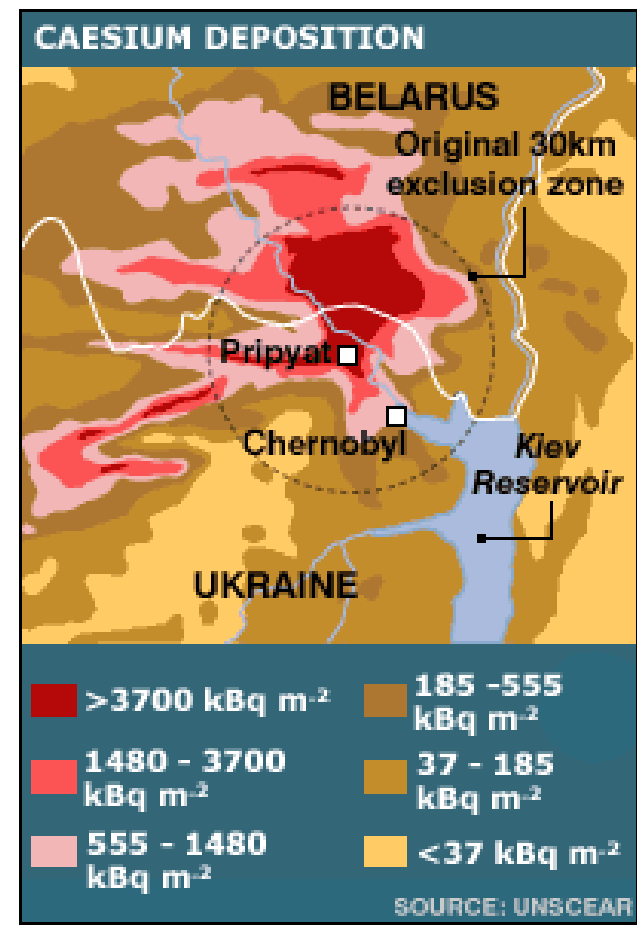 CAESIUM DEPOSITION
BELARUS
Original 30km
exclusion zone
Pripyat
Chernobyl
Kiev
Reservoir
UKRAINE
>3700 kBq m-2
1480 - 3700
kBq m-2
555 - 1480
kBq m-2
185 -555
kBq m-2
37 - 185
kBq m-2
<37 kBq m-2
SOURCE: UNSCEAR